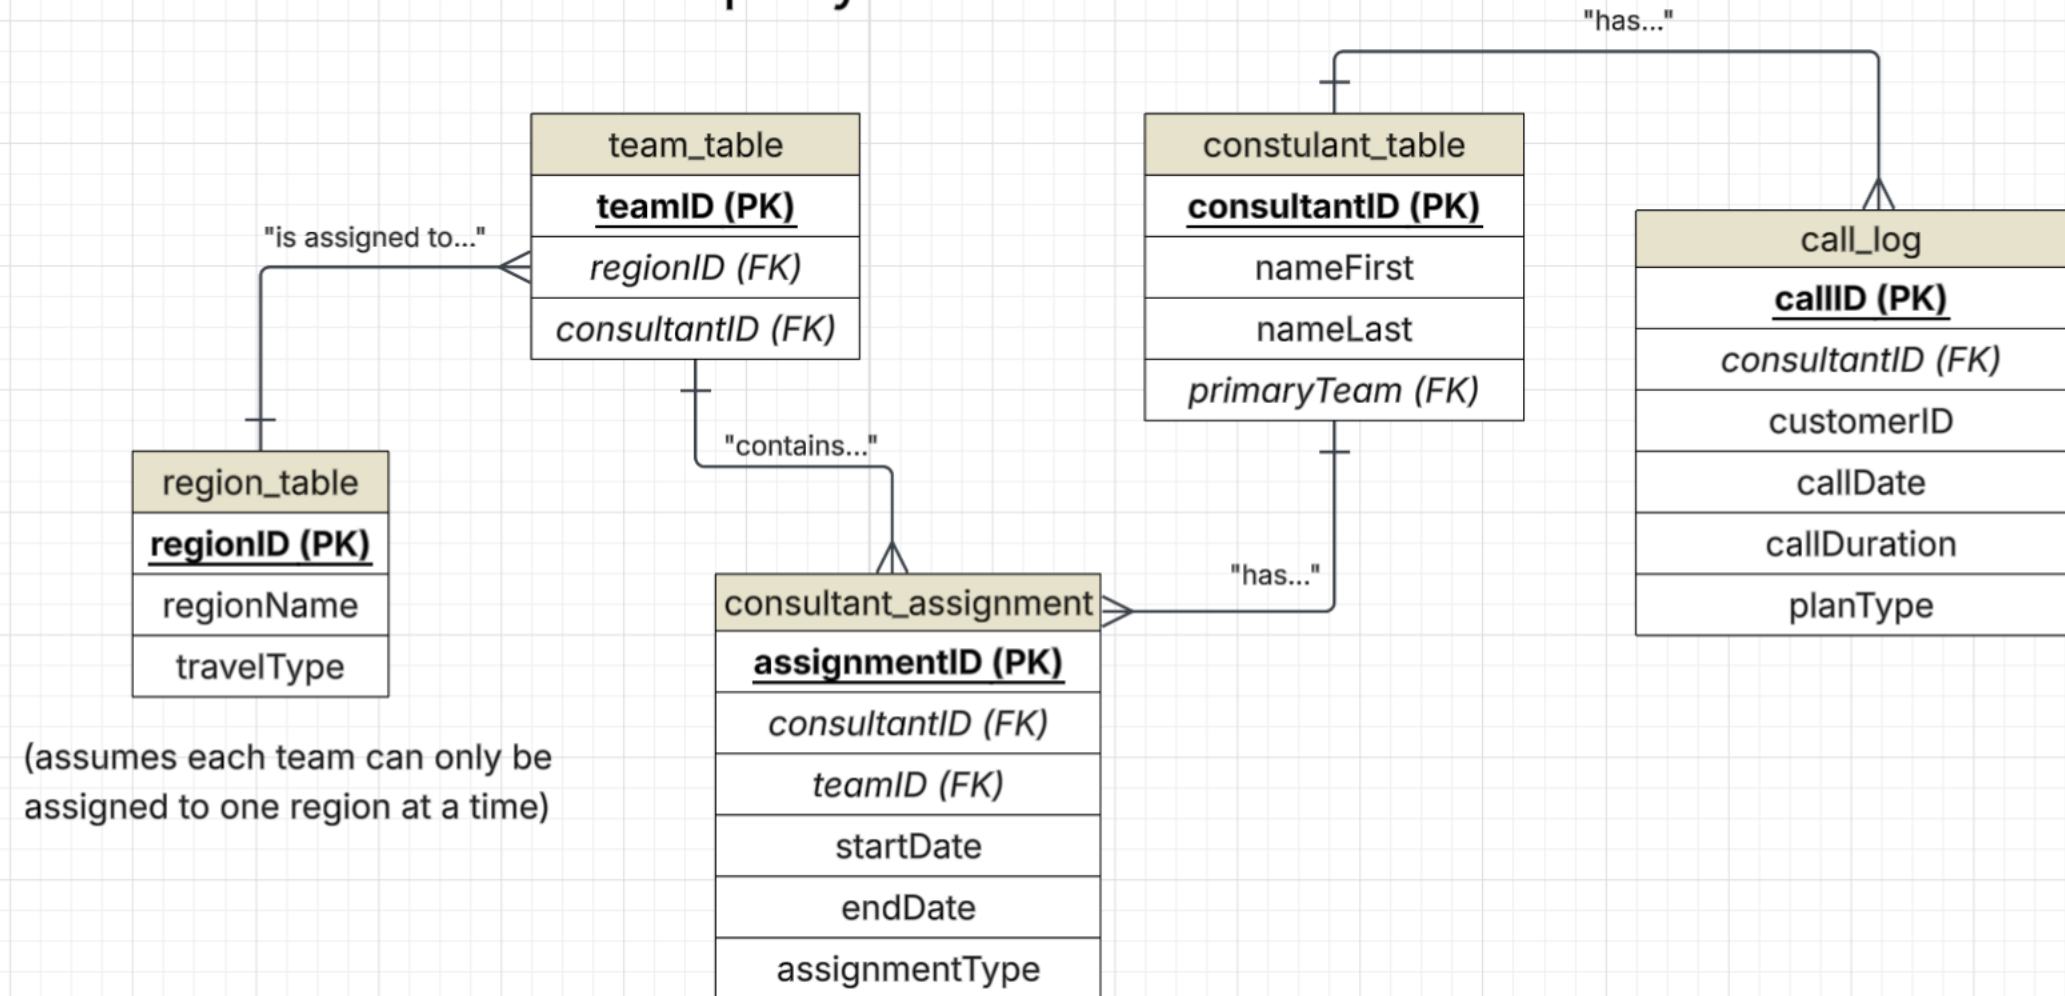 "has..."
team_table
teamID (PK)
regionID (FK)
consultantID (FK)
"is assigned to..."
constulant_table
consultantID (PK)
nameFirst
nameLast
primaryTeam (FK)
call_log
callID (PK)
consultantID (FK)
customerID
callDate
callDuration
planType
"contains..."
region_table
regionID (PK)
regionName
travelType
(assumes each team can only be
assigned to one region at a time)
"has..."
consultant_assignment
assignmentID (PK)
consultantID (FK)
teamID (FK)
startDate
endDate
assignmentType